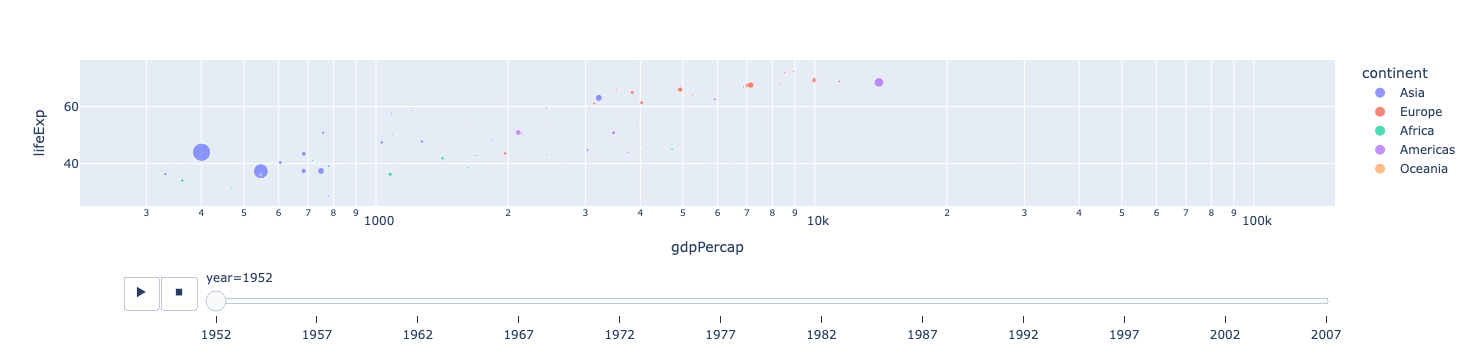 continent
Asia
Europe
Africa
Americas
Oceania
lifeExp
60
40
3 4 5 6 7 8 9 1000 2 3 4 5 6 7 8 9 10k 2 3 4 5 6 7 8 9 100k
gdpPercap
year=1952
1952 1957 1962 1967 1972 1977 1982 1987 1992 1997 2002 2007